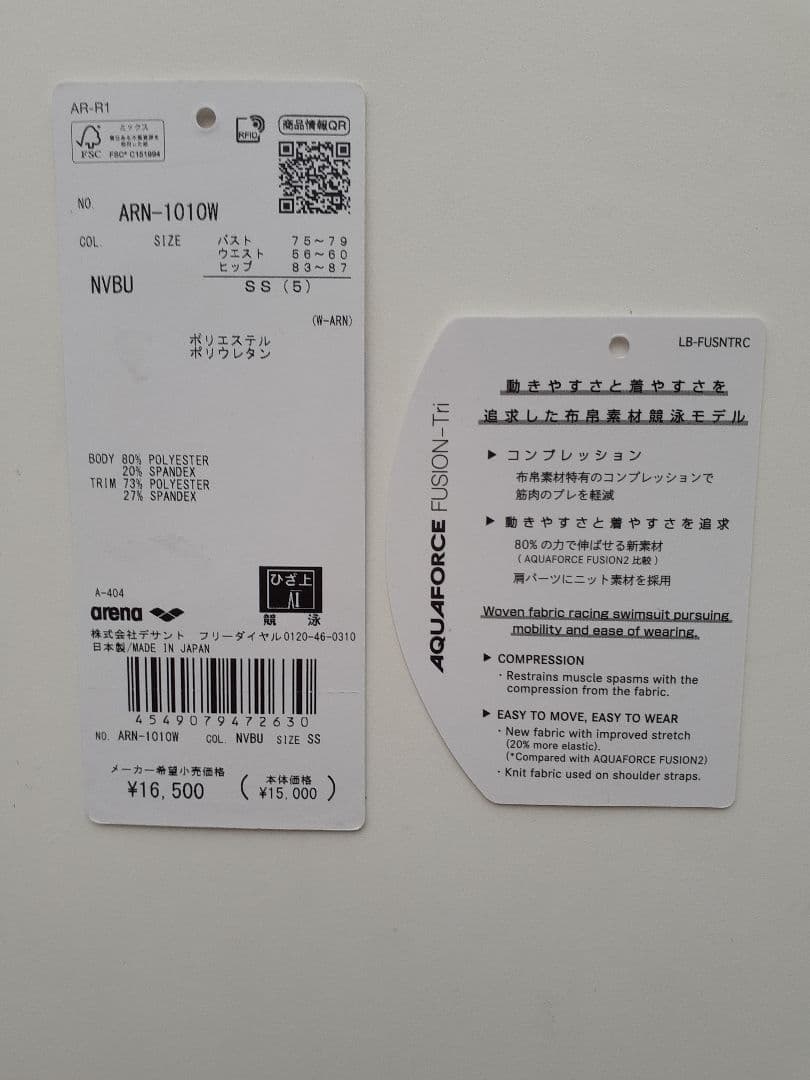 AR-R1
ミックス
FSC
FSC® C151994
RFID
商品情報QR
NO.
ARN-1010W
COL.
SIZE
バスト 75~79
ウエスト 56~60
ヒップ 83~87
NVBU
SS (5)
(W-ARN)
ポリエステル
ポリウレタン
BODY 80% POLYESTER
20% SPANDEX
TRIM 73% POLYESTER
27% SPANDEX
A-404
arena
ひざ上
AI
競 泳
株式会社デサント フリーダイヤル0120-46-0310
日本製/MADE IN JAPAN
4549079472630
NO. ARN-1010W COL. NVBU SIZE SS
メーカー希望小売価格
¥16,500
(本体価格
¥15,000)
LB-FUSNTRC
AQUAFORCE FUSION-Tri
動きやすさと着やすさを
追求した布帛素材競泳モデル
▶ コンプレッション
布帛素材特有のコンプレッションで
筋肉のブレを軽減
▶ 動きやすさと着やすさを追求
80%の力で伸ばせる新素材
(AQUAFORCE FUSION2 比較)
肩パーツにニット素材を採用
Woven fabric racing swimsuit pursuing
mobility and ease of wearing.
▶ COMPRESSION
・Restrains muscle spasms with the
compression from the fabric.
▶ EASY TO MOVE, EASY TO WEAR
・New fabric with improved stretch
(20% more elastic).
(*Compared with AQUAFORCE FUSION2)
・Knit fabric used on shoulder straps.